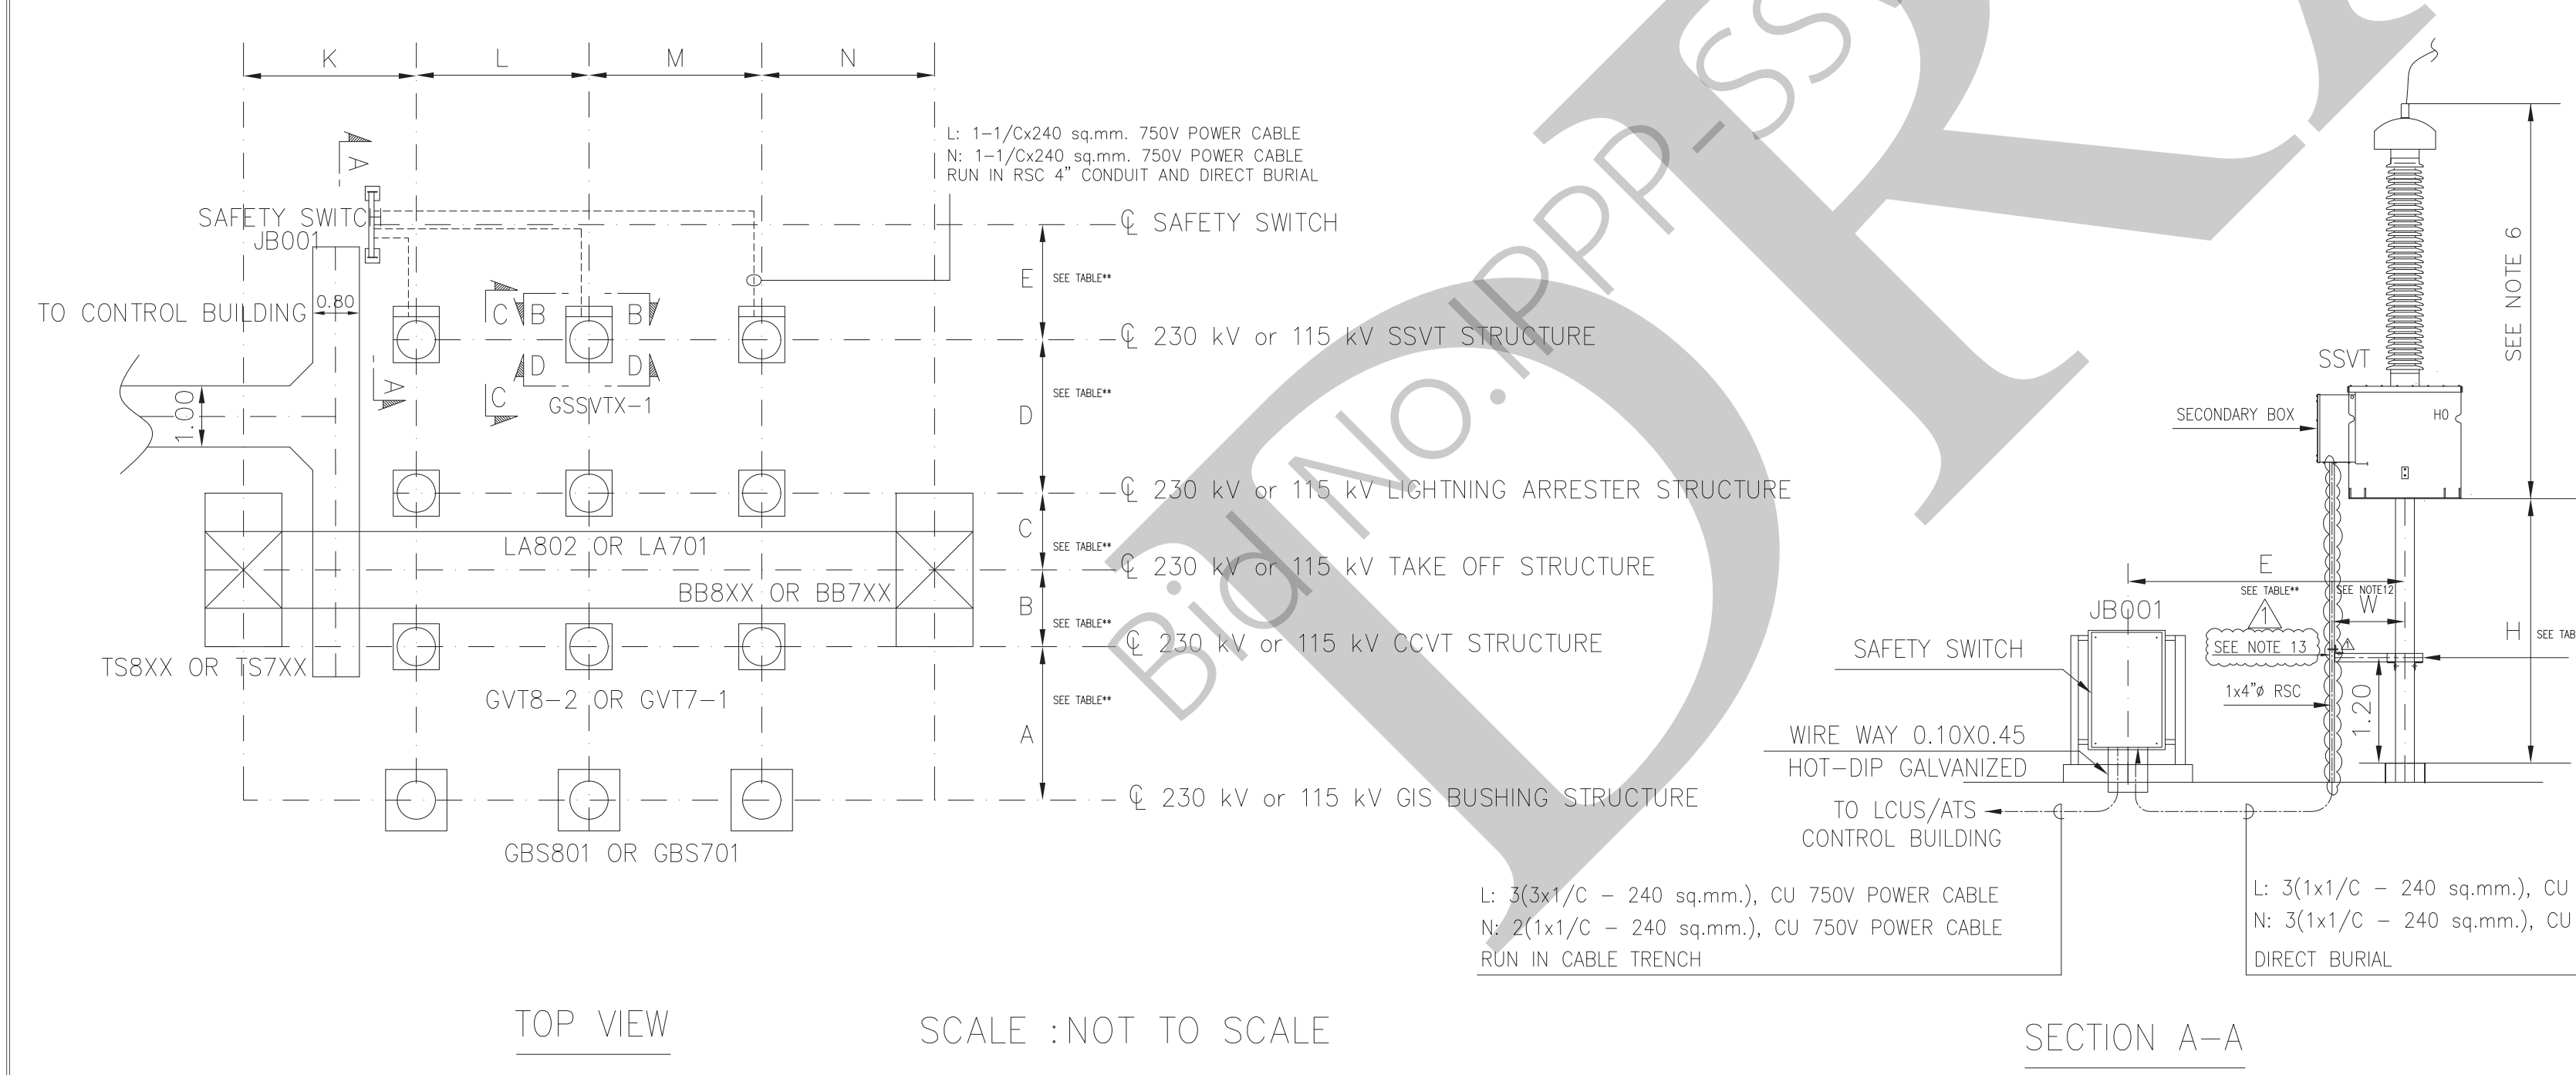 K
L
M
N
L: 1-1/Cx240 sq.mm. 750V POWER CABLE
N: 1-1/Cx240 sq.mm. 750V POWER CABLE
RUN IN RSC 4" CONDUIT AND DIRECT BURIAL
A
SAFETY SWITCH
JB001
℄ SAFETY SWITCH
E
SEE TABLE**
TO CONTROL BUILDING
0.80
C
B
B
℄ 230 kV or 115 kV SSVT STRUCTURE
D
D
A
C
GSSVTX-1
1.00
SEE TABLE**
D
℄ 230 kV or 115 kV LIGHTNING ARRESTER STRUCTURE
C
LA802 OR LA701
SEE TABLE**
℄ 230 kV or 115 kV TAKE OFF STRUCTURE
BB8XX OR BB7XX
B
SEE TABLE**
℄ 230 kV or 115 kV CCVT STRUCTURE
TS8XX OR TS7XX
GVT8-2 OR GVT7-1
SEE TABLE**
A
℄ 230 kV or 115 kV GIS BUSHING STRUCTURE
GBS801 OR GBS701
TOP VIEW
SCALE :NOT TO SCALE
SEE NOTE 6
SSVT
SECONDARY BOX
H0
E
SEE TABLE**
SEE NOTE12
W
JB001
1
SAFETY SWITCH
SEE NOTE 13
1
H
SEE TAB
1x4"ø RSC
1.20
WIRE WAY 0.10X0.45
HOT-DIP GALVANIZED
TO LCUS/ATS
CONTROL BUILDING
L: 3(3x1/C - 240 sq.mm.), CU 750V POWER CABLE
N: 2(1x1/C - 240 sq.mm.), CU 750V POWER CABLE
RUN IN CABLE TRENCH
L: 3(1x1/C - 240 sq.mm.), CU
N: 3(1x1/C - 240 sq.mm.), CU
DIRECT BURIAL
SECTION A-A
Bid No.IPPP-SSV
DR